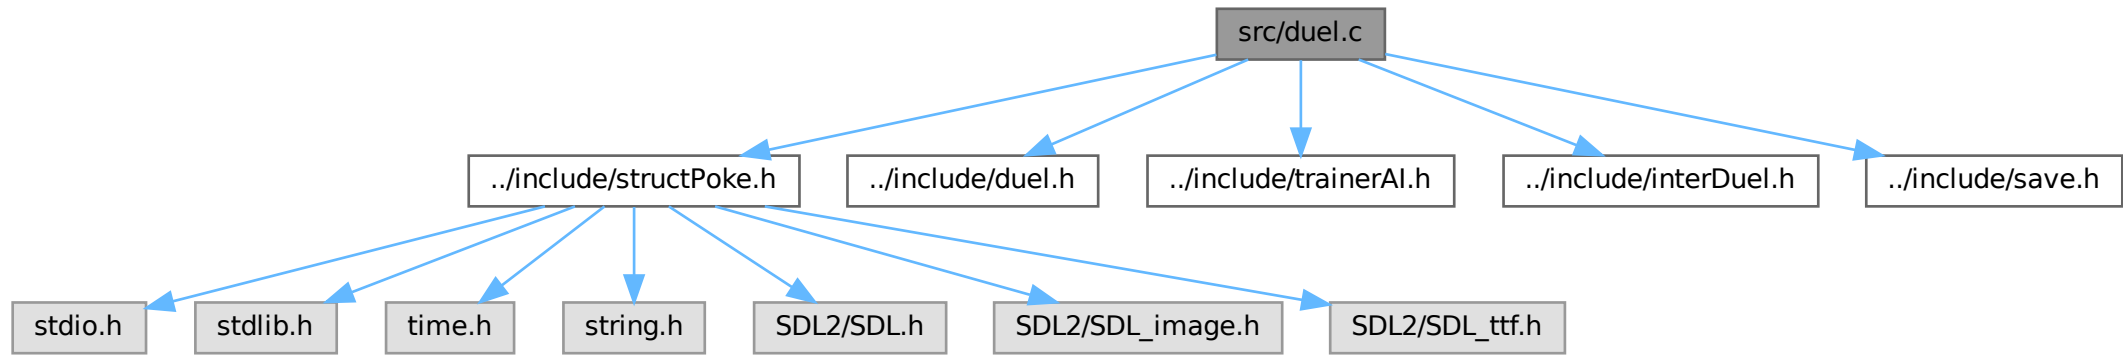 src/duel.c
../include/structPoke.h
../include/duel.h
../include/trainerAI.h
../include/interDuel.h
../include/save.h
stdio.h
stdlib.h
time.h
string.h
SDL2/SDL.h
SDL2/SDL_image.h
SDL2/SDL_ttf.h